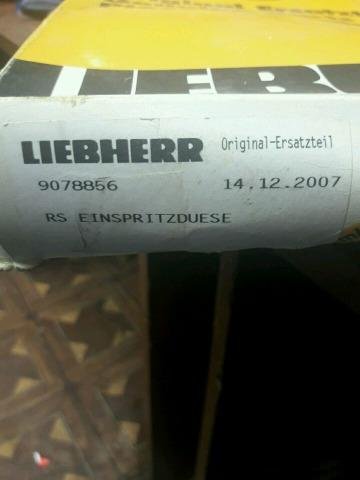 LIEBHERR Original-Ersatzteil
9078856 14.12.2007
RS EINSPRITZDUESE